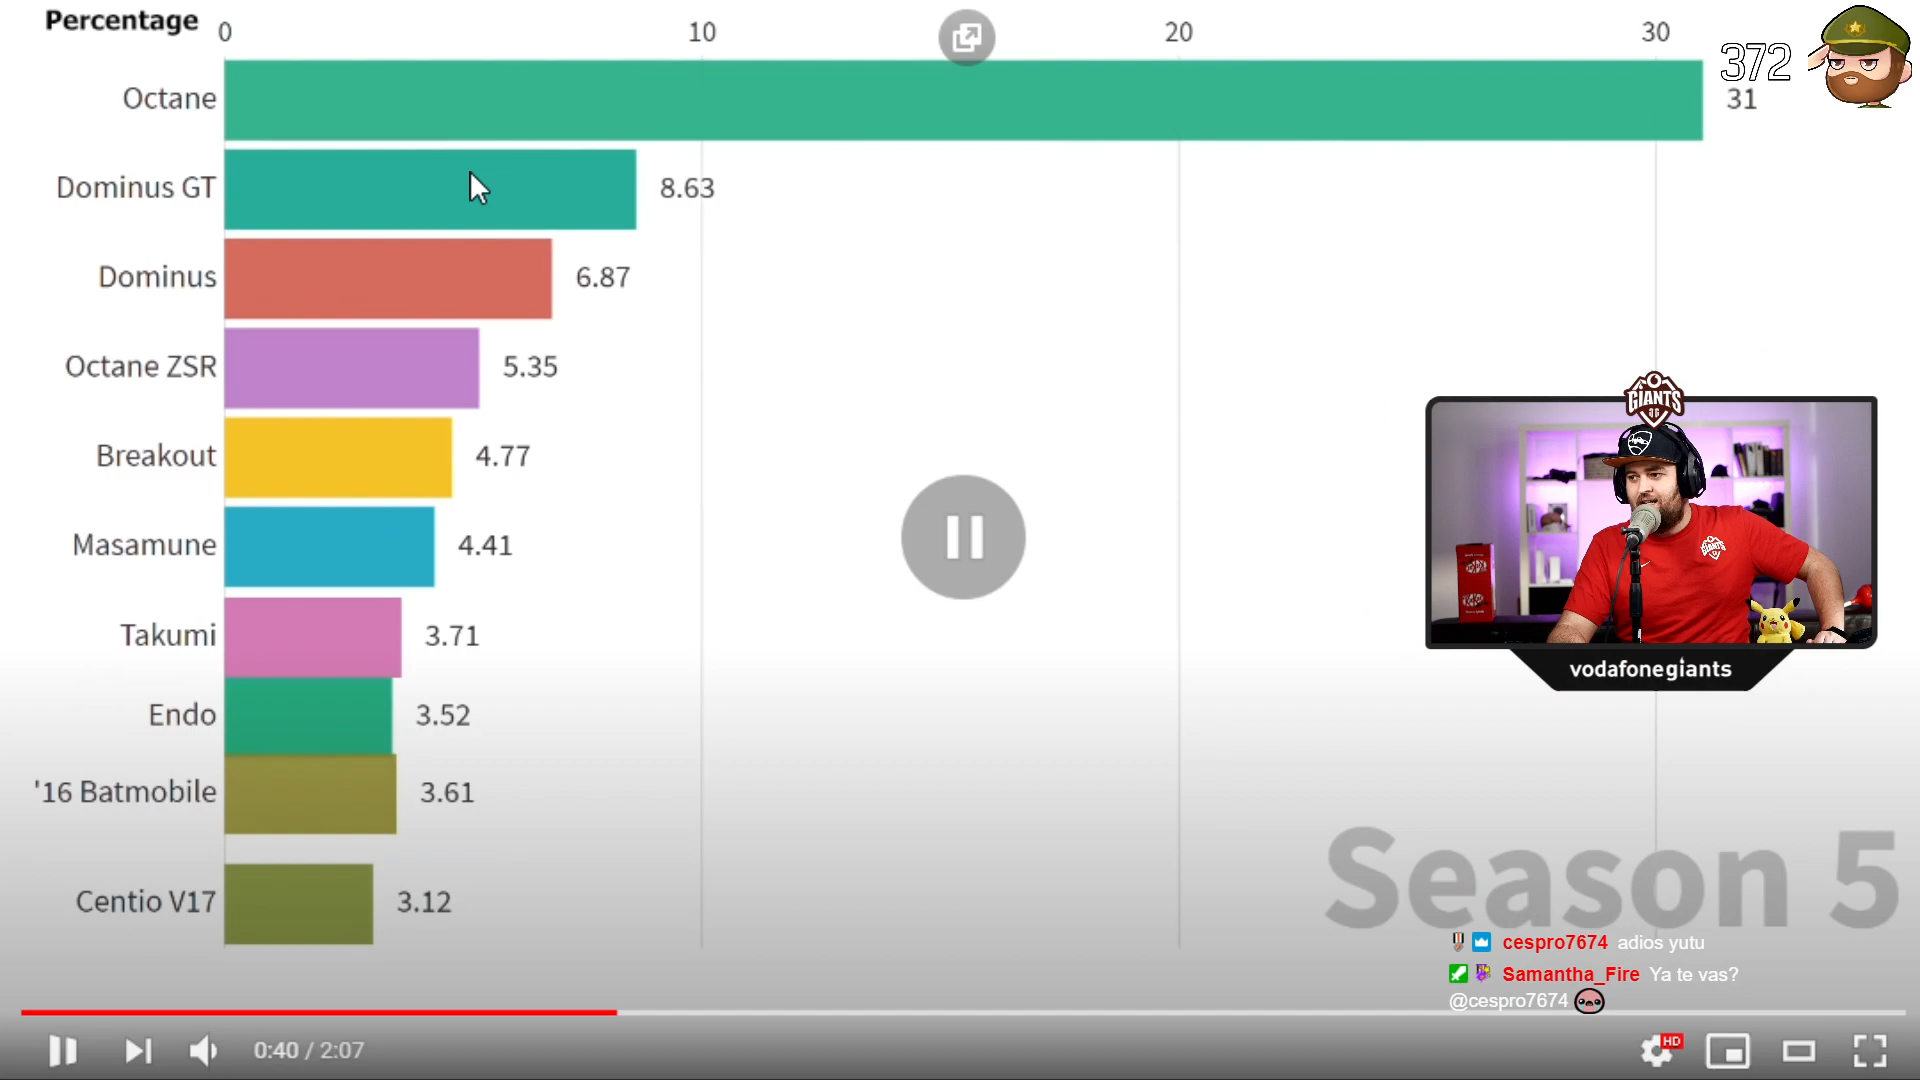 Percentage
0
10
20
30
372
Octane
31
Dominus GT
8.63
Dominus
6.87
Octane ZSR
5.35
Breakout
4.77
GIANTS
Masamune
4.41
GIANTS
Takumi
3.71
vodafonegiants
Endo
3.52
'16 Batmobile
3.61
Centio V17
3.12
Season 5
cespro7674 adios yutu
Samantha_Fire Ya te vas?
@cespro7674
0:40 / 2:07
HD